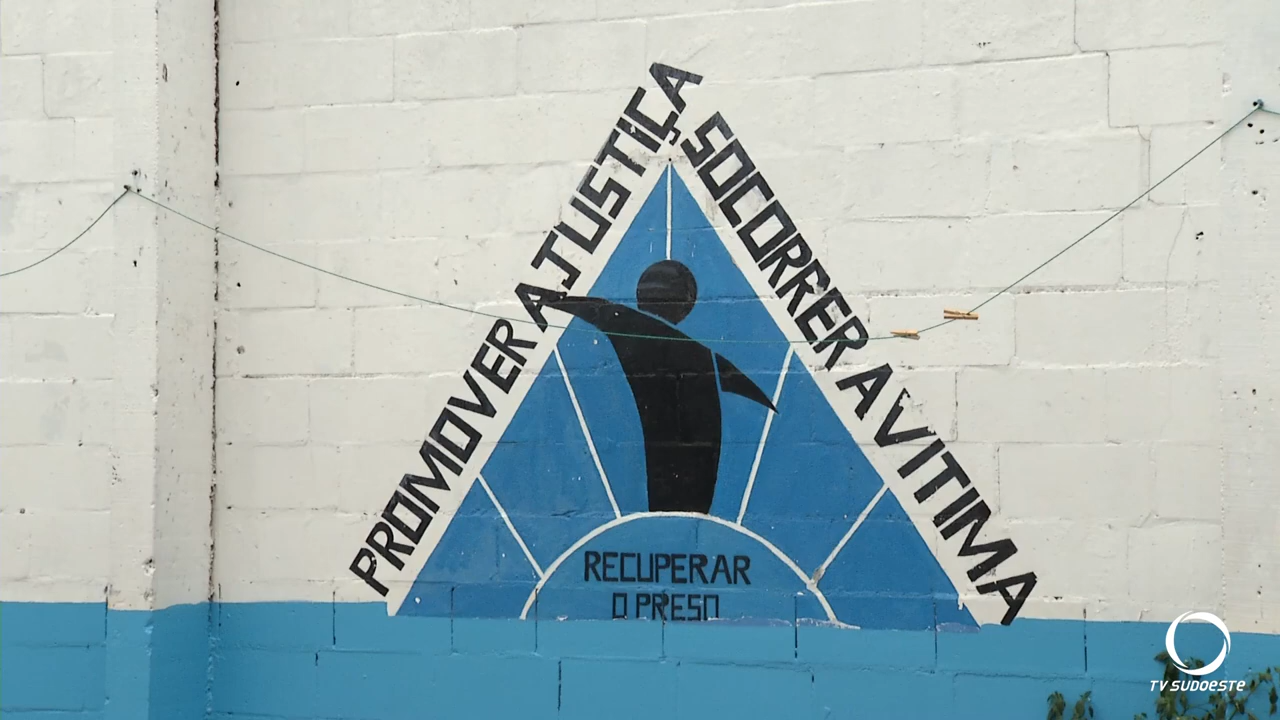 PROMOVER A JUSTIÇA
SOCORRER A VITIMA
RECUPERAR
O PRESO
TV SUDOESTE